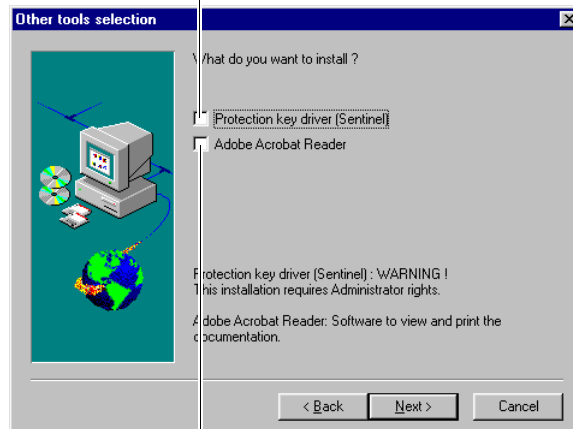 Other tools selection
What do you want to install ?
Protection key driver (Sentinel)
Adobe Acrobat Reader
Protection key driver (Sentinel) : WARNING !
This installation requires Administrator rights.
Adobe Acrobat Reader: Software to view and print the
documentation.
< Back
Next >
Cancel